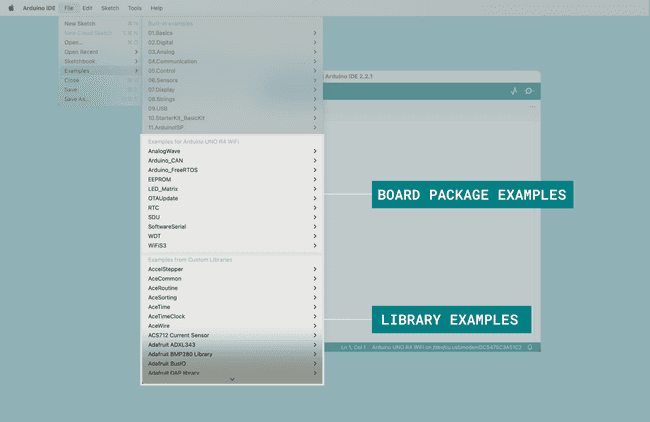 Arduino IDE File Edit Sketch Tools Help
New Sketch
New Cloud Sketch
Open...
Open Recent
Sketchbook
Examples
Close
Save
Save As...
Built-in examples
01.Basics
02.Digital
03.Analog
04.Communication
05.Control
06.Sensors
07.Display
08.Strings
09.USB
10.StarterKit_BasicKit
11.ArduinoISP
Examples for Arduino UNO R4 WiFi
AnalogWave
Arduino_CAN
Arduino_FreeRTOS
EEPROM
LED_Matrix
OTAUpdate
RTC
SDU
SoftwareSerial
WDT
WiFiS3
Examples from Custom Libraries
AccelStepper
AceCommon
AceRoutine
AceSorting
AceTime
AceTimeClock
AceWire
ACS712 Current Sensor
Adafruit ADXL343
Adafruit BMP280 Library
Adafruit BusIO
Adafruit DAP library
Arduino IDE 2.2.1
BOARD PACKAGE EXAMPLES
LIBRARY EXAMPLES
Ln 1, Col 1 Arduino UNO R4 WiFi on